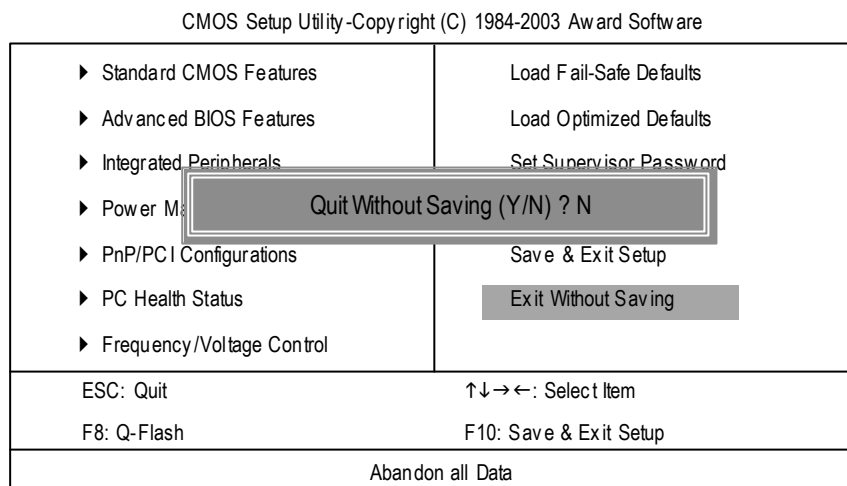 CMOS Setup Utility-Copyright (C) 1984-2003 Award Software
Standard CMOS Features
Advanced BIOS Features
Integrated Peripherals
Power
PnP/PCI Configurations
PC Health Status
Frequency/Voltage Control
Load Fail-Safe Defaults
Load Optimized Defaults
Set Supervisor Password
Save & Exit Setup
Exit Without Saving
Quit Without Saving (Y/N) ? N
ESC: Quit
↑↓→←: Select Item
F8: Q-Flash
F10: Save & Exit Setup
Abandon all Data